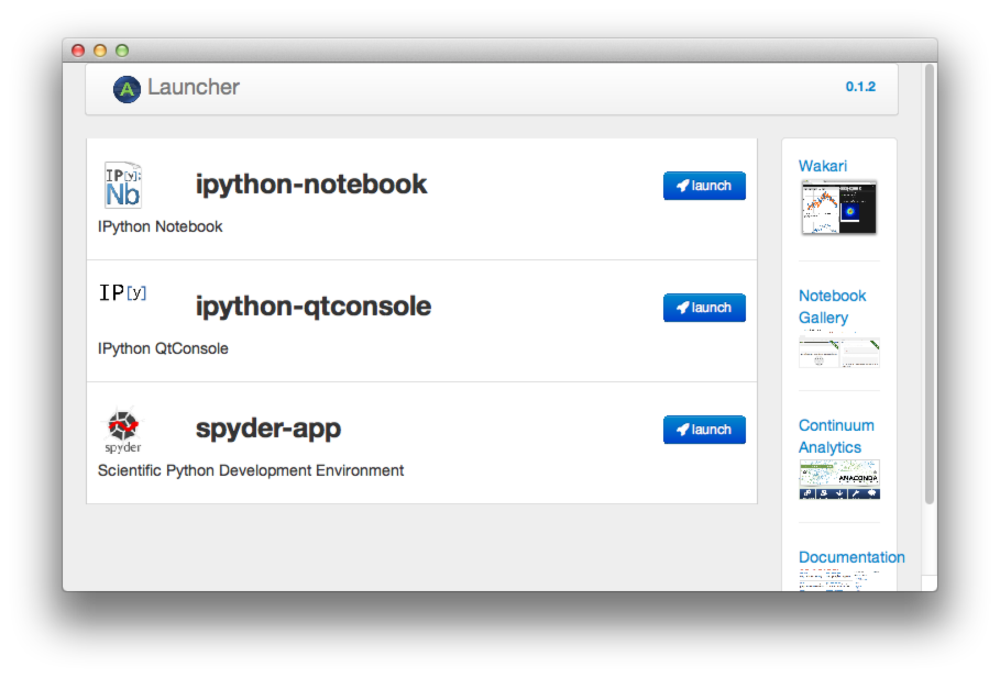 A Launcher
0.1.2
IP[y]:
Nb
ipython-notebook
launch
IPython Notebook
IP[y]
ipython-qtconsole
launch
IPython QtConsole
spyder
spyder-app
launch
Scientific Python Development Environment
Wakari
Notebook
Gallery
Continuum
Analytics
ANACONDA
Documentation